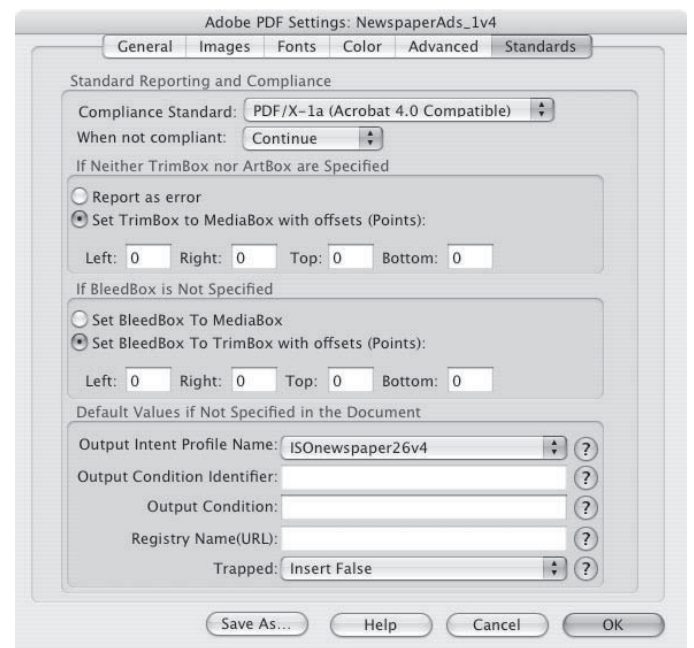 Adobe PDF Settings: NewspaperAds_1v4
General Images Fonts Color Advanced Standards
Standard Reporting and Compliance
Compliance Standard: PDF/X-1a (Acrobat 4.0 Compatible)
When not compliant: Continue
If Neither TrimBox nor ArtBox are Specified
Report as error
Set TrimBox to MediaBox with offsets (Points):
Left: 0 Right: 0 Top: 0 Bottom: 0
If BleedBox is Not Specified
Set BleedBox To MediaBox
Set BleedBox To TrimBox with offsets (Points):
Left: 0 Right: 0 Top: 0 Bottom: 0
Default Values if Not Specified in the Document
Output Intent Profile Name: ISOnewspaper26v4 ?
Output Condition Identifier: ?
Output Condition: ?
Registry Name(URL): ?
Trapped: Insert False ?
Save As... Help Cancel OK